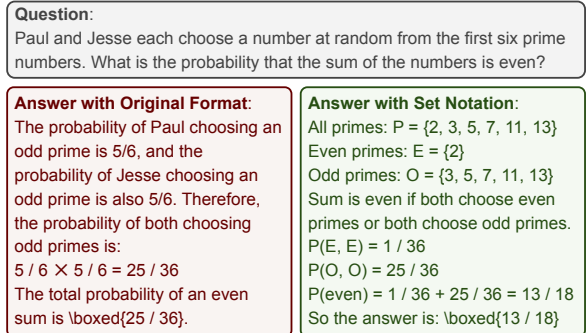 Question:
Paul and Jesse each choose a number at random from the first six prime
numbers. What is the probability that the sum of the numbers is even?
Answer with Original Format:
The probability of Paul choosing an
odd prime is 5/6, and the
probability of Jesse choosing an
odd prime is also 5/6. Therefore,
the probability of both choosing
odd primes is:
5 / 6 × 5 / 6 = 25 / 36
The total probability of an even
sum is \boxed{25 / 36}.
Answer with Set Notation:
All primes: P = {2, 3, 5, 7, 11, 13}
Even primes: E = {2}
Odd primes: O = {3, 5, 7, 11, 13}
Sum is even if both choose even
primes or both choose odd primes.
P(E, E) = 1 / 36
P(O, O) = 25 / 36
P(even) = 1 / 36 + 25 / 36 = 13 / 18
So the answer is: \boxed{13 / 18}